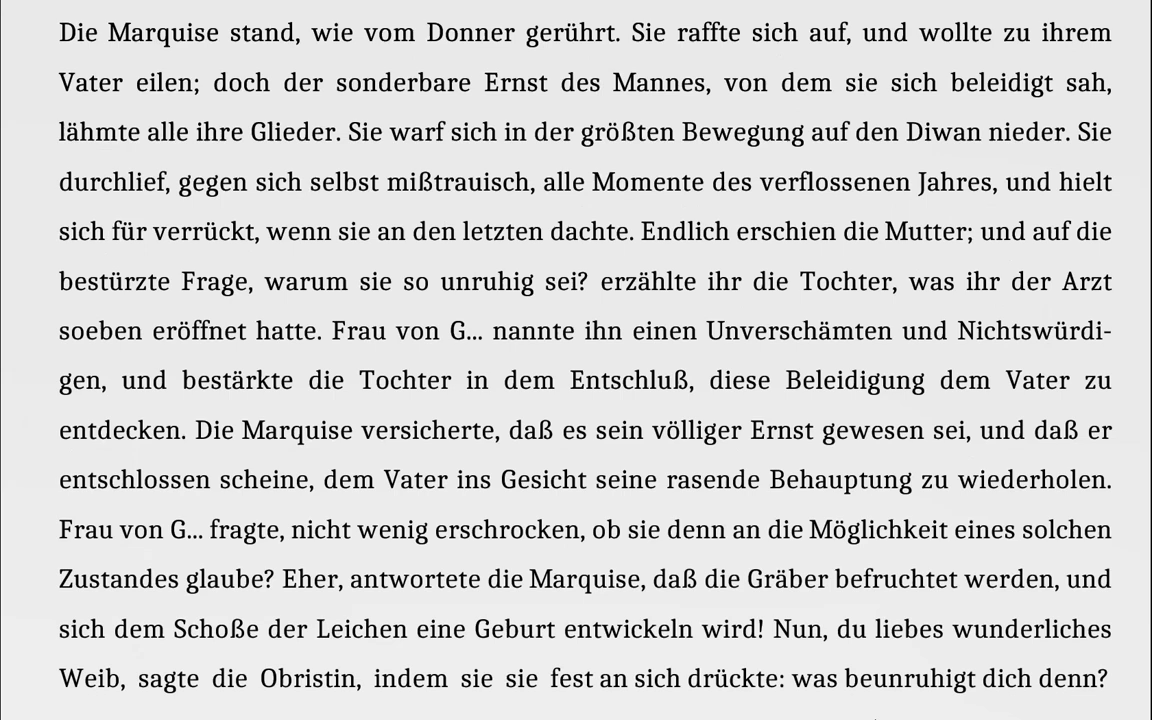 Die Marquise stand, wie vom Donner gerührt. Sie raffte sich auf, und wollte zu ihrem
Vater eilen; doch der sonderbare Ernst des Mannes, von dem sie sich beleidigt sah,
lähmte alle ihre Glieder. Sie warf sich in der größten Bewegung auf den Diwan nieder. Sie
durchlief, gegen sich selbst mißtrauisch, alle Momente des verflossenen Jahres, und hielt
sich für verrückt, wenn sie an den letzten dachte. Endlich erschien die Mutter; und auf die
bestürzte Frage, warum sie so unruhig sei? erzählte ihr die Tochter, was ihr der Arzt
soeben eröffnet hatte. Frau von G... nannte ihn einen Unverschämten und Nichtswürdi-
gen, und bestärkte die Tochter in dem Entschluß, diese Beleidigung dem Vater zu
entdecken. Die Marquise versicherte, daß es sein völliger Ernst gewesen sei, und daß er
entschlossen scheine, dem Vater ins Gesicht seine rasende Behauptung zu wiederholen.
Frau von G... fragte, nicht wenig erschrocken, ob sie denn an die Möglichkeit eines solchen
Zustandes glaube? Eher, antwortete die Marquise, daß die Gräber befruchtet werden, und
sich dem Schoße der Leichen eine Geburt entwickeln wird! Nun, du liebes wunderliches
Weib, sagte die Obristin, indem sie sie fest an sich drückte: was beunruhigt dich denn?